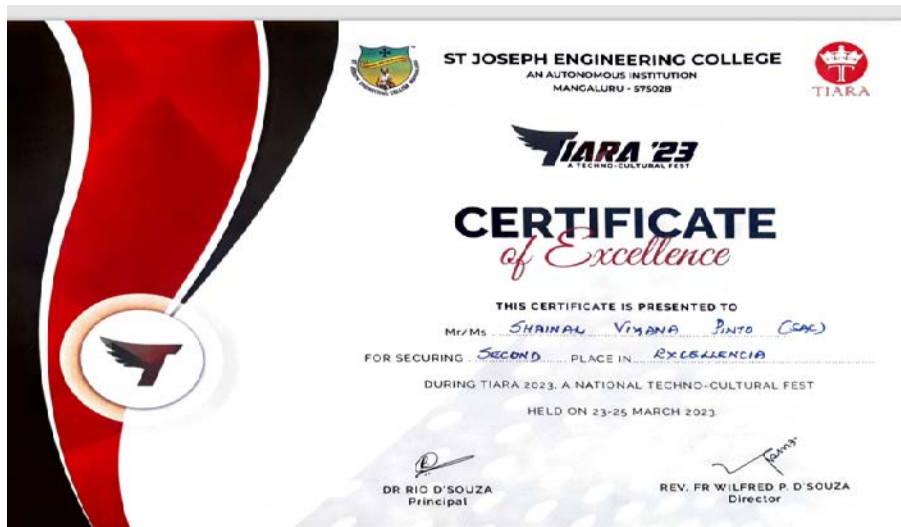 ST JOSEPH ENGINEERING COLLEGE
AN AUTONOMOUS INSTITUTION
MANGALURU - 575028
TIARA
TIARA '23
A TECHNO-CULTURAL FEST
CERTIFICATE
of Excellence
THIS CERTIFICATE IS PRESENTED TO
Mr/Ms SHAINAL VIYANA PINTO (SAC)
FOR SECURING SECOND PLACE IN EXCELLENCIA
DURING TIARA 2023, A NATIONAL TECHNO-CULTURAL FEST
HELD ON 23-25 MARCH 2023.
DR RIO D'SOUZA
Principal
REV. FR WILFRED P. D'SOUZA
Director